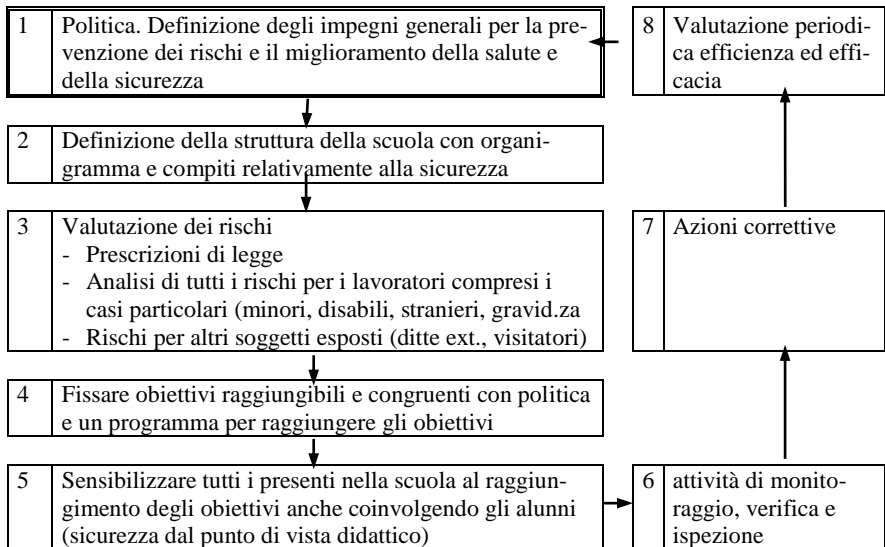 1 Politica. Definizione degli impegni generali per la pre-
venzione dei rischi e il miglioramento della salute e
della sicurezza
2 Definizione della struttura della scuola con organi-
gramma e compiti relativamente alla sicurezza
3 Valutazione dei rischi
- Prescrizioni di legge
- Analisi di tutti i rischi per i lavoratori compresi i
casi particolari (minori, disabili, stranieri, gravid.za
- Rischi per altri soggetti esposti (ditte ext., visitatori)
4 Fissare obiettivi raggiungibili e congruenti con politica
e un programma per raggiungere gli obiettivi
5 Sensibilizzare tutti i presenti nella scuola al raggiun-
gimento degli obiettivi anche coinvolgendo gli alunni
(sicurezza dal punto di vista didattico)
6 attività di monito-
raggio, verifica e
ispezione
7 Azioni correttive
8 Valutazione periodi-
ca efficienza ed effi-
cacia